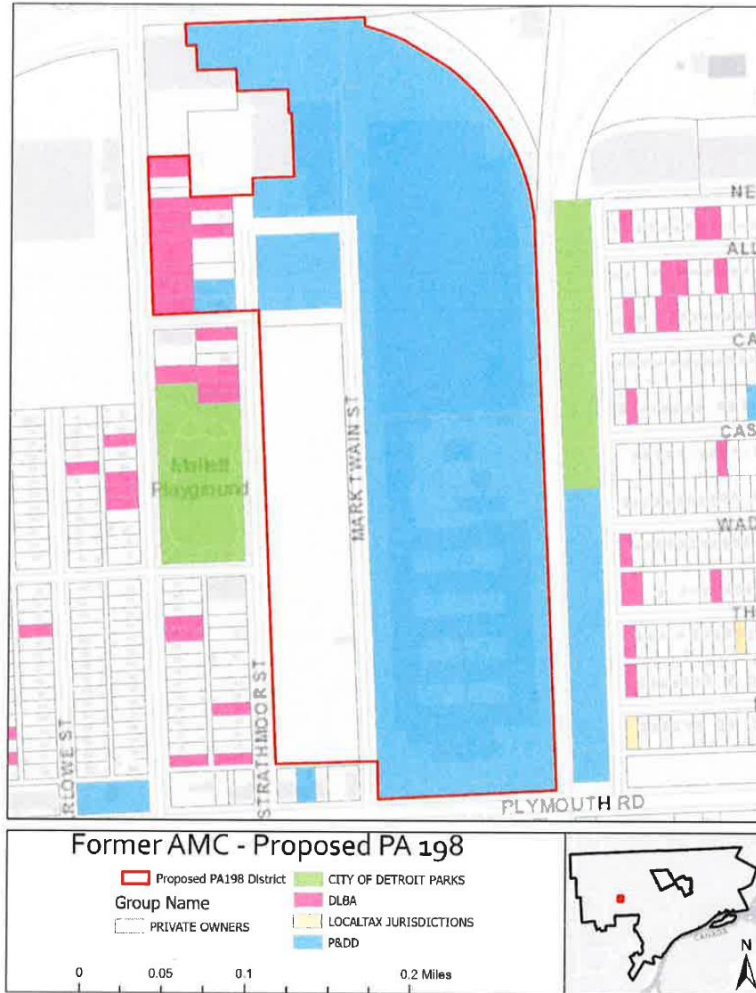 NE
ALL
CA
CAS
Mallett
Playground
MARK TWAIN ST
WAD
TH
STRATHMOOR ST
RLOWE ST
PLYMOUTH RD
Former AMC - Proposed PA 198
Proposed PA198 District
CITY OF DETROIT PARKS
Group Name
DLBA
PRIVATE OWNERS
LOCALTAX JURISDICTIONS
P&DD
0 0.05 0.1 0.2 Miles
CANADA
N